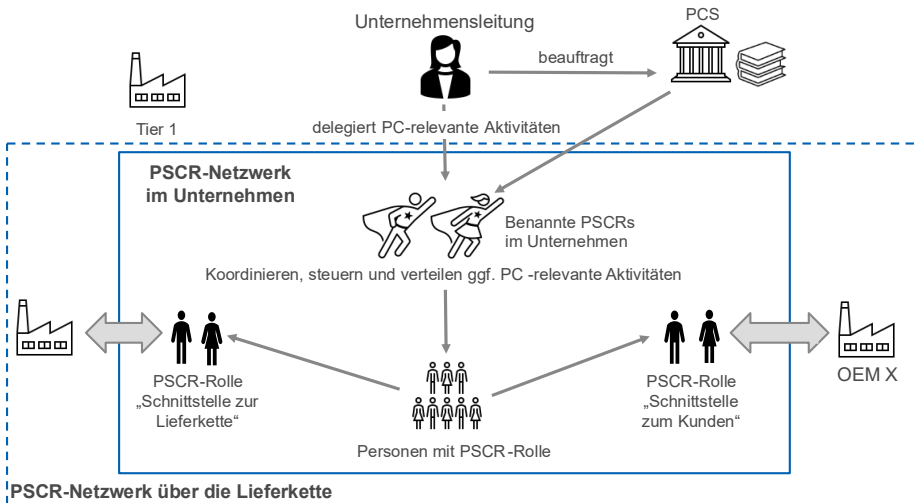 Unternehmensleitung
PCS
beauftragt
Tier 1
delegiert PC-relevante Aktivitäten
PSCR-Netzwerk
im Unternehmen
Benannte PSCRs
im Unternehmen
Koordinieren, steuern und verteilen ggf. PC -relevante Aktivitäten
PSCR-Rolle
„Schnittstelle zur
Lieferkette“
PSCR-Rolle
„Schnittstelle
zum Kunden“
OEM X
Personen mit PSCR-Rolle
PSCR-Netzwerk über die Lieferkette